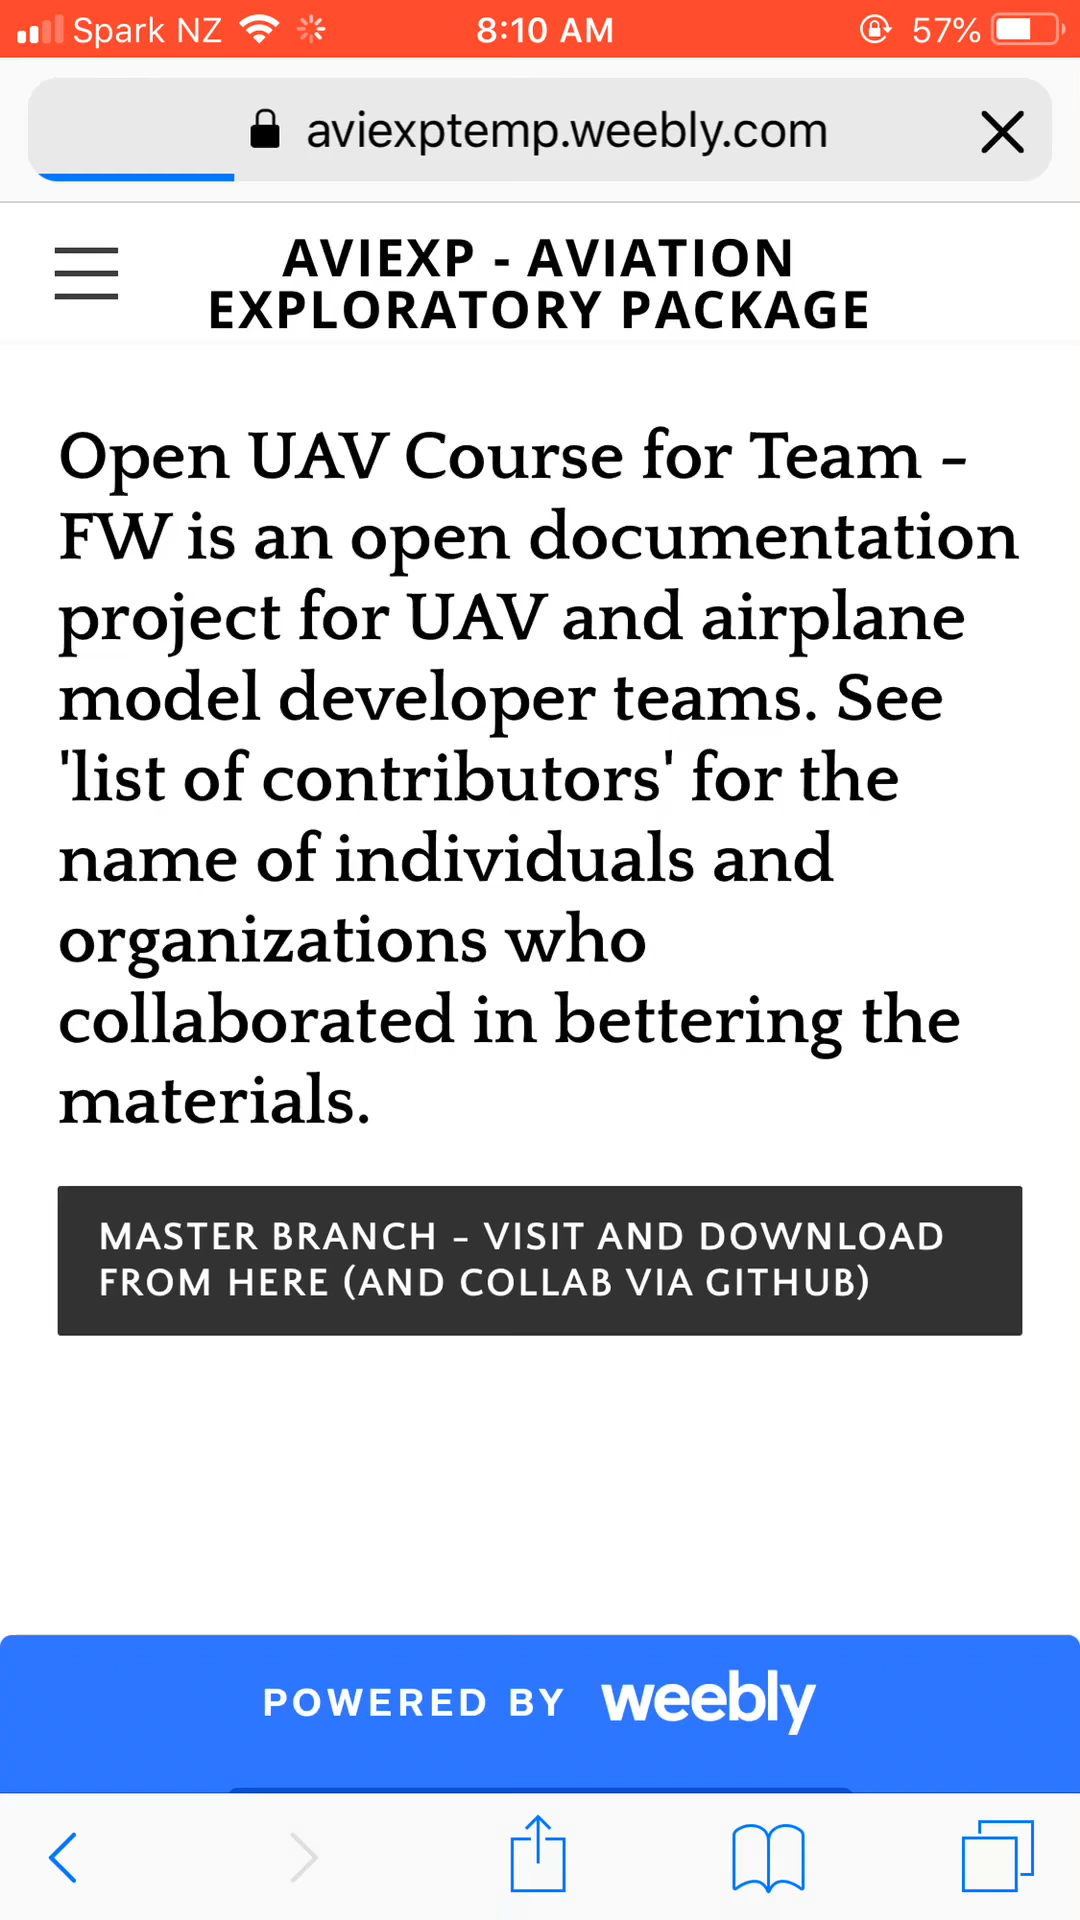 Spark NZ 8:10 AM 57%
aviexptemp.weebly.com
AVIEXP - AVIATION
EXPLORATORY PACKAGE
Open UAV Course for Team -
FW is an open documentation
project for UAV and airplane
model developer teams. See
'list of contributors' for the
name of individuals and
organizations who
collaborated in bettering the
materials.
MASTER BRANCH - VISIT AND DOWNLOAD
FROM HERE (AND COLLAB VIA GITHUB)
POWERED BY weebly